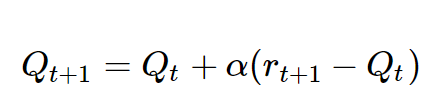 Q_{t+1} = Q_t + α(r_{t+1} − Q_t)